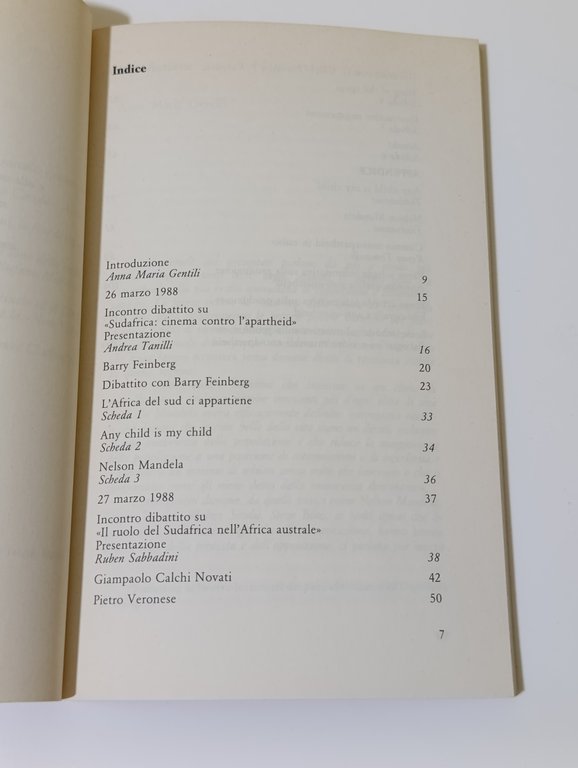 Indice
Introduzione
Anna Maria Gentili 9
26 marzo 1988 15
Incontro dibattito su
«Sudafrica: cinema contro l'apartheid»
Presentazione
Andrea Tanilli 16
Barry Feinberg 20
Dibattito con Barry Feinberg 23
L'Africa del sud ci appartiene
Scheda 1 33
Any child is my child
Scheda 2 34
Nelson Mandela
Scheda 3 36
27 marzo 1988 37
Incontro dibattito su
«Il ruolo del Sudafrica nell'Africa australe»
Presentazione
Ruben Sabbadini 38
Giampaolo Calchi Novati 42
Pietro Veronese 50
7